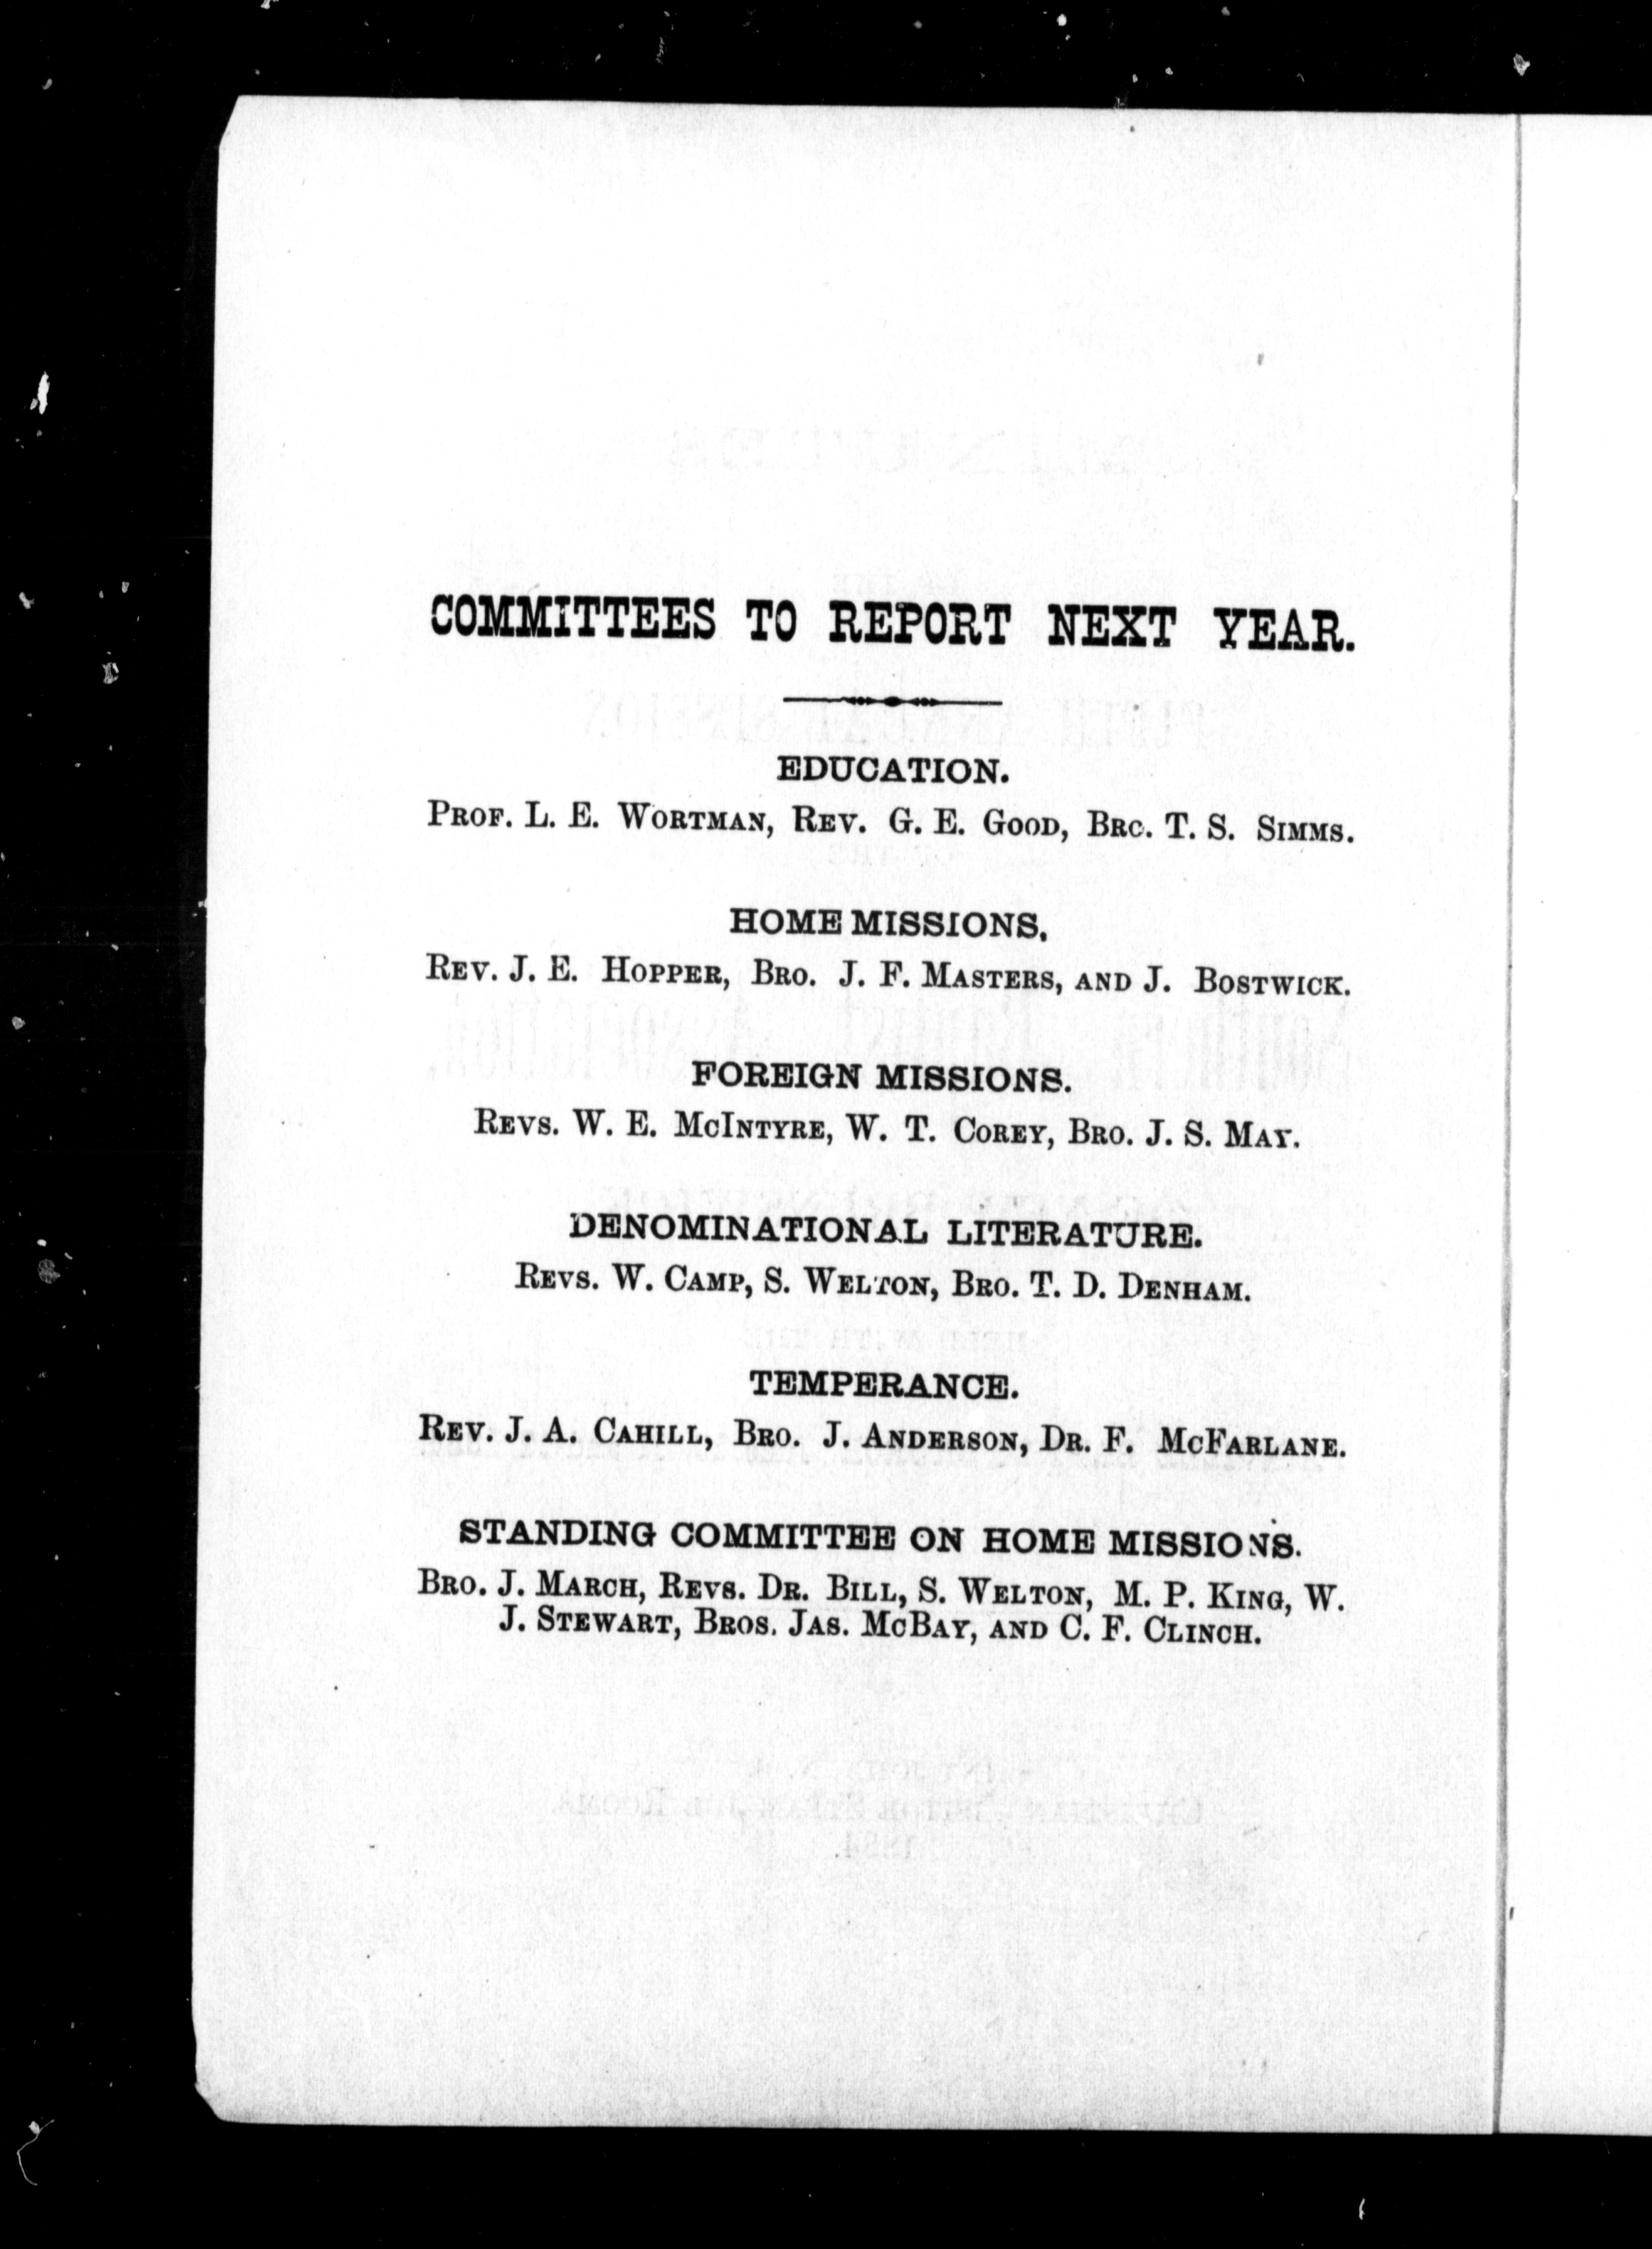 COMMITTEES TO REPORT NEXT YEAR.
EDUCATION.
PROF. L. E. WORTMAN, REV. G. E. GOOD, BRO. T. S. SIMMS.
HOME MISSIONS.
REV. J. E. HOPPER, BRO. J. F. MASTERS, AND J. BOSTWICK.
FOREIGN MISSIONS.
REVS. W. E. MCINTYRE, W. T. COREY, BRO. J. S. MAY.
DENOMINATIONAL LITERATURE.
REVS. W. CAMP, S. WELTON, BRO. T. D. DENHAM.
TEMPERANCE.
REV. J. A. CAHILL, BRO. J. ANDERSON, DR. F. MCFARLANE.
STANDING COMMITTEE ON HOME MISSIONS.
BRO. J. MARCH, REVS. DR. BILL, S. WELTON, M. P. KING, W.
J. STEWART, BROS. JAS. MCBAY, AND C. F. CLINCH.